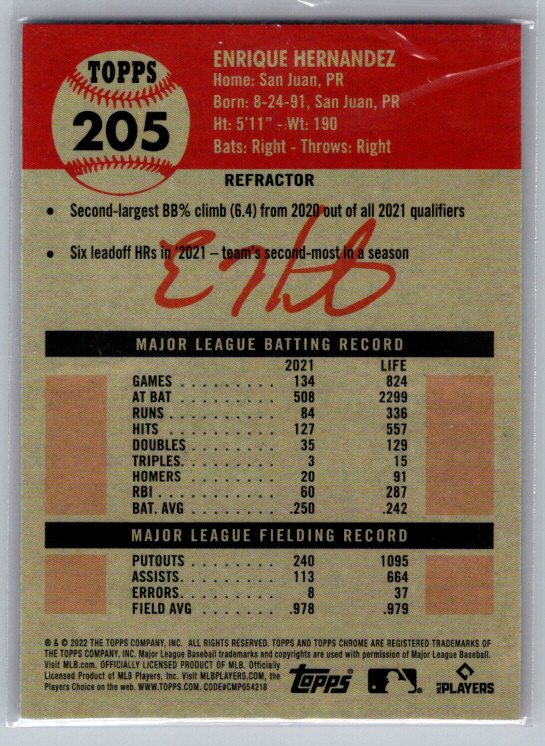 TOPPS
205
ENRIQUE HERNANDEZ
Home: San Juan, PR
Born: 8-24-91, San Juan, PR
Ht: 5'11" - Wt: 190
Bats: Right - Throws: Right
REFRACTOR
• Second-largest BB% climb (6.4) from 2020 out of all 2021 qualifiers
• Six leadoff HRs in '2021 – team's second-most in a season
MAJOR LEAGUE BATTING RECORD
2021 LIFE
GAMES . . . . . . . . . 134 824
AT BAT . . . . . . . . . 508 2299
RUNS . . . . . . . . . . 84 336
HITS . . . . . . . . . . 127 557
DOUBLES . . . . . . . 35 129
TRIPLES. . . . . . . . . 3 15
HOMERS . . . . . . . . 20 91
RBI . . . . . . . . . . . 60 287
BAT. AVG . . . . . . . .250 .242
MAJOR LEAGUE FIELDING RECORD
PUTOUTS . . . . . . . 240 1095
ASSISTS. . . . . . . . . 113 664
ERRORS . . . . . . . . 8 37
FIELD AVG . . . . . . .978 .979
® & © 2022 THE TOPPS COMPANY, INC. ALL RIGHTS RESERVED. TOPPS AND TOPPS CHROME ARE REGISTERED TRADEMARKS OF
THE TOPPS COMPANY, INC. Major League Baseball trademarks and copyrights are used with permission of Major League Baseball.
Visit MLB.com. OFFICIALLY LICENSED PRODUCT OF MLB. Officially
Licensed Product of MLB Players, Inc. Visit MLBPLAYERS.COM, the
Players Choice on the web. WWW.TOPPS.COM. CODE#CMP054218
Topps
MLB PLAYERS